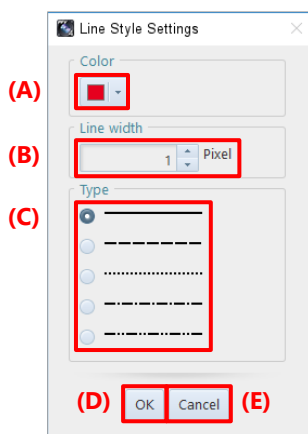 Line Style Settings
Color
(A)
Line width
(B)
1 Pixel
Type
(C)
(D) OK Cancel (E)